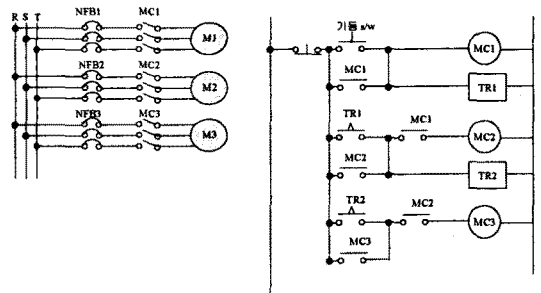 R S T
NFB1 MC1
M1
NFB2 MC2
M2
NFB3 MC3
M3
기동 s/w
MC1
MC1
TR1
TR1 MC1
MC2
MC2
TR2
TR2 MC2
MC3
MC3